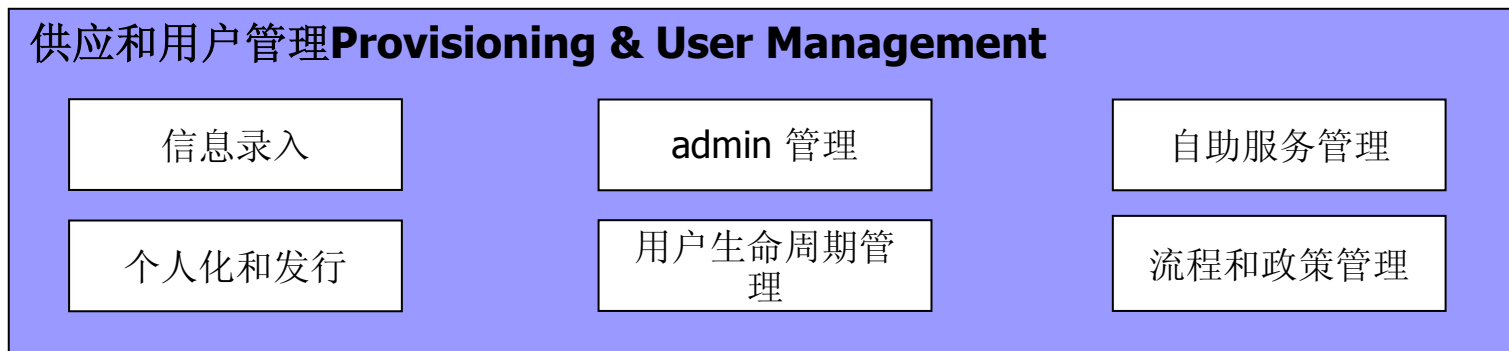 供应和用户管理Provisioning & User Management
信息录入
admin 管理
自助服务管理
个人化和发行
用户生命周期管
理
流程和政策管理